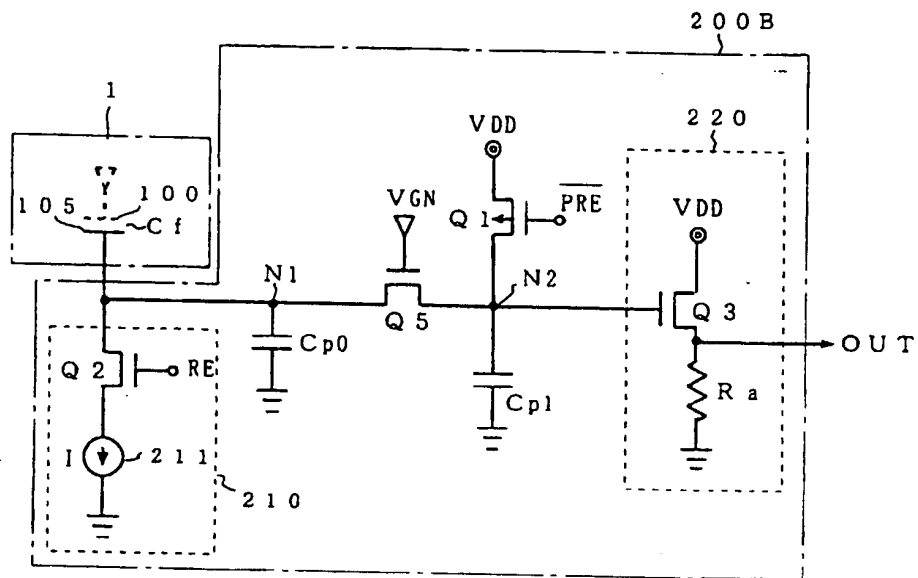 200B
1
220
VDD
100
105
Cf
VGN
Q1
PRE
VDD
N1
N2
Q3
Q5
OUT
Cp0
Q2
RE
Cp1
Ra
I
211
210